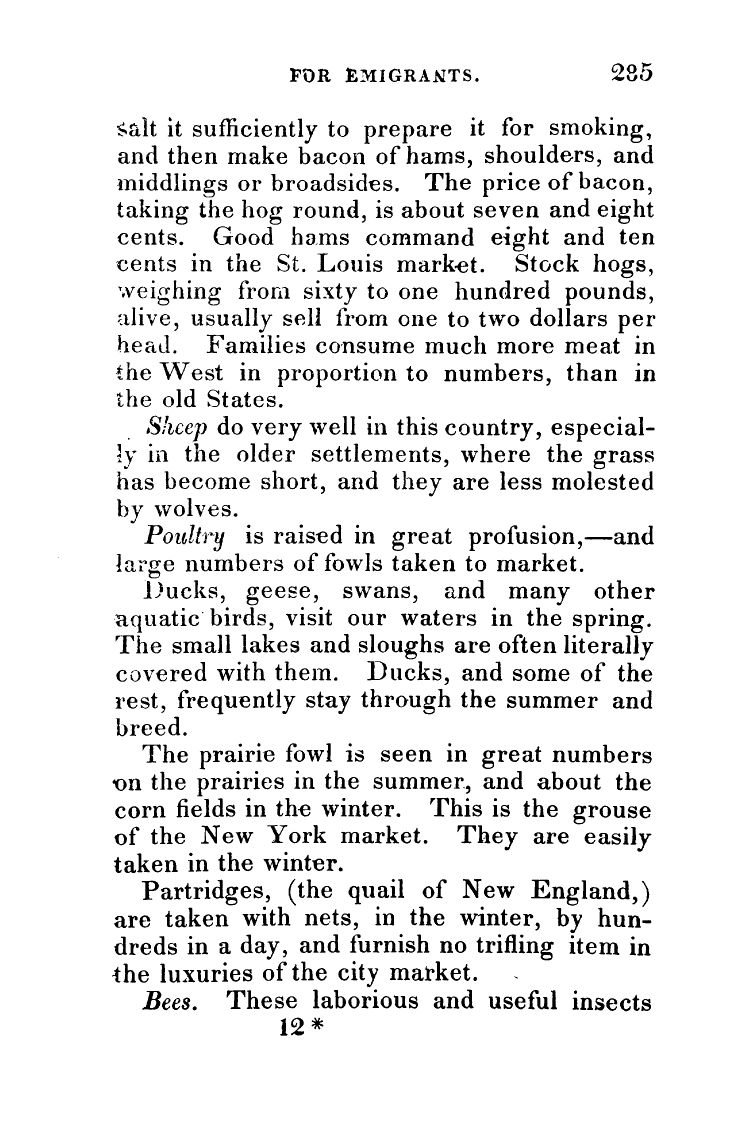 FOR EMIGRANTS. 285
salt it sufficiently to prepare it for smoking,
and then make bacon of hams, shoulders, and
middlings or broadsides. The price of bacon,
taking the hog round, is about seven and eight
cents. Good hams command eight and ten
cents in the St. Louis market. Stock hogs,
weighing from sixty to one hundred pounds,
alive, usually sell from one to two dollars per
head. Families consume much more meat in
the West in proportion to numbers, than in
the old States.
Sheep do very well in this country, especial-
ly in the older settlements, where the grass
has become short, and they are less molested
by wolves.
Poultry is raised in great profusion,—and
large numbers of fowls taken to market.
Ducks, geese, swans, and many other
aquatic birds, visit our waters in the spring.
The small lakes and sloughs are often literally
covered with them. Ducks, and some of the
rest, frequently stay through the summer and
breed.
The prairie fowl is seen in great numbers
on the prairies in the summer, and about the
corn fields in the winter. This is the grouse
of the New York market. They are easily
taken in the winter.
Partridges, (the quail of New England,)
are taken with nets, in the winter, by hun-
dreds in a day, and furnish no trifling item in
the luxuries of the city market.
Bees. These laborious and useful insects
12 *